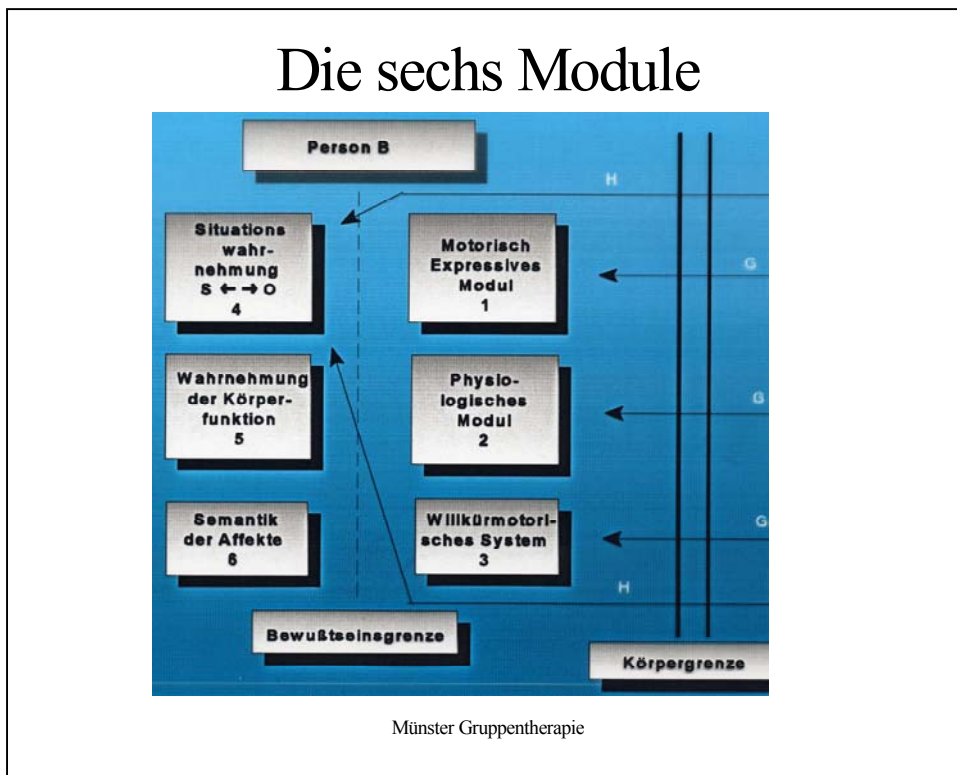 Die sechs Module
Person B
H
Situations
wahr-
nehmung
S ←→ O
4
Motorisch
Expressives
Modul
1
G
Wahrnehmung
der Körper-
funktion
5
Physio-
logisches
Modul
2
G
Semantik
der Affekte
6
Willkürmotori-
sches System
3
G
H
Bewußtseinsgrenze
Körpergrenze
Münster Gruppentherapie